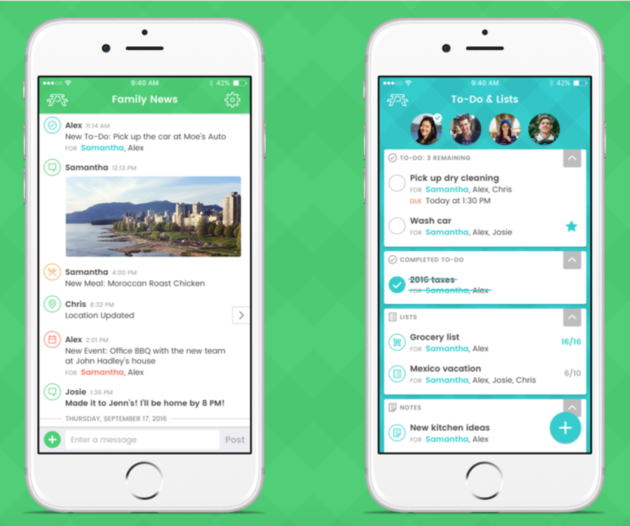 9:40 AM
42%
Family News
Alex 11:14 AM
New To-Do: Pick up the car at Moe's Auto
FOR Samantha, Alex
Samantha 12:13 PM
Samantha 4:00 PM
New Meal: Moroccan Roast Chicken
Chris 8:32 PM
Location Updated
Alex 2:01 PM
New Event: Office BBQ with the new team
at John Hadley's house
FOR Samantha, Alex
Josie 1:36 PM
Made it to Jenn's! I'll be home by 8 PM!
THURSDAY, SEPTEMBER 17, 2016
Enter a message
Post
9:40 AM
42%
To-Do & Lists
TO-DO: 3 REMAINING
Pick up dry cleaning
FOR Samantha, Alex, Chris
DUE Today at 1:30 PM
Wash car
FOR Samantha, Alex, Josie
COMPLETED TO-DO
2016 taxes
FOR Samantha, Alex
LISTS
Grocery list
16/16
FOR Samantha, Alex
Mexico vacation
6/10
FOR Samantha, Alex, Josie, Chris
NOTES
New kitchen ideas
FOR Samantha, Alex